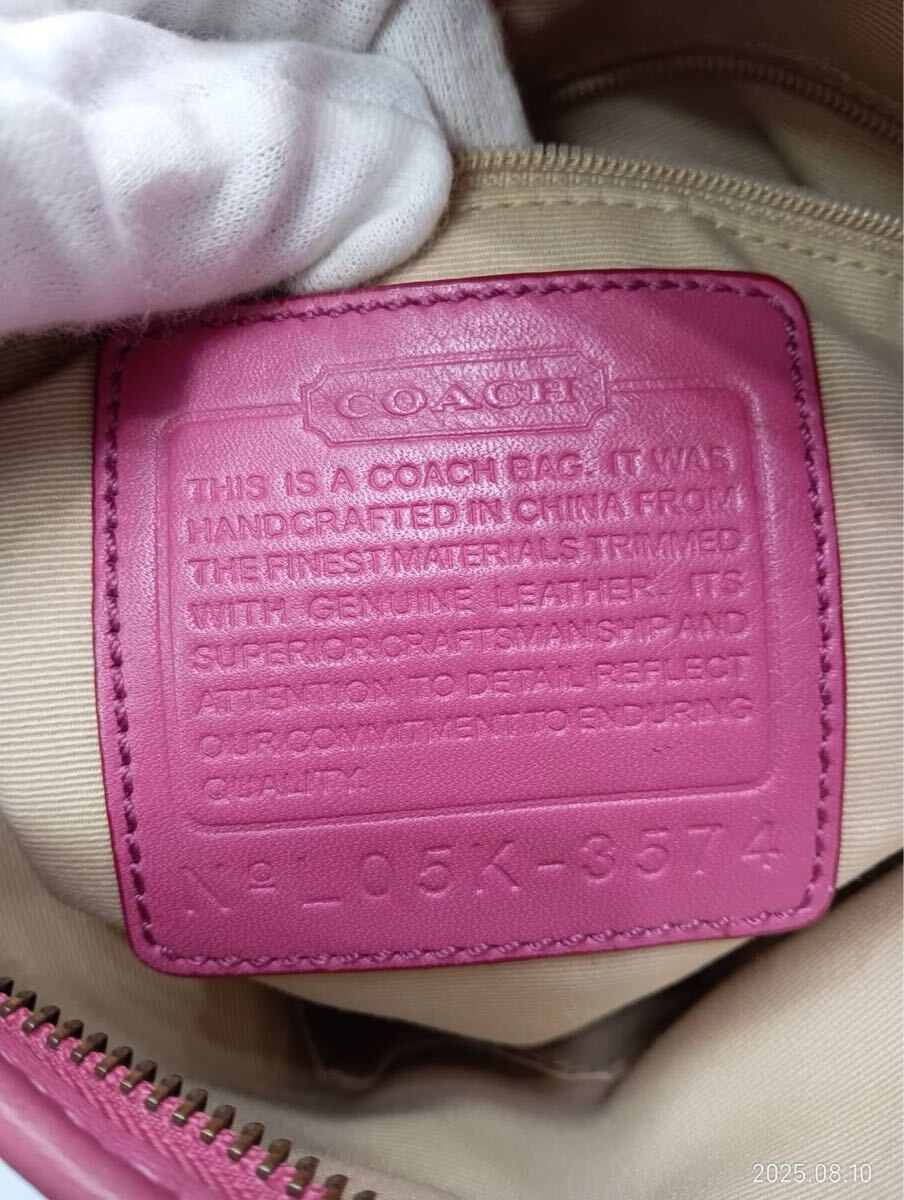 COACH
THIS IS A COACH BAG. IT WAS
HANDCRAFTED IN CHINA FROM
THE FINEST MATERIALS TRIMMED
WITH GENUINE LEATHER. ITS
SUPERIOR CRAFTSMANSHIP AND
ATTENTION TO DETAIL REFLECT
OUR COMMITMENT TO ENDURING
QUALITY.
Nº L05K-3574
2025.08.10